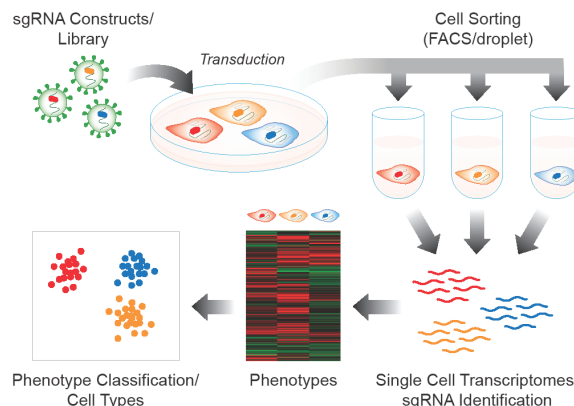 sgRNA Constructs/
Library
Transduction
Cell Sorting
(FACS/droplet)
Phenotype Classification/
Cell Types
Phenotypes
Single Cell Transcriptomes
sgRNA Identification